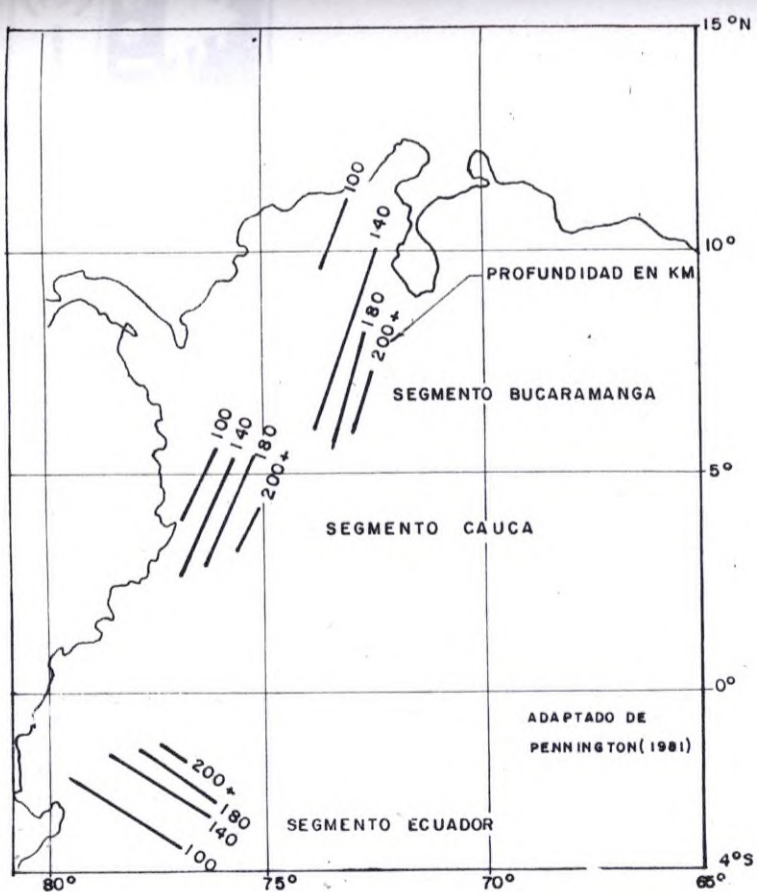 15°N
100
140
10°
PROFUNDIDAD EN KM
180
200+
SEGMENTO BUCARAMANGA
100
140
180
200+
5°
SEGMENTO CAUCA
0°
ADAPTADO DE
PENNINGTON(1981)
200+
180
140
100
SEGMENTO ECUADOR
4°S
80°
75°
70°
65°